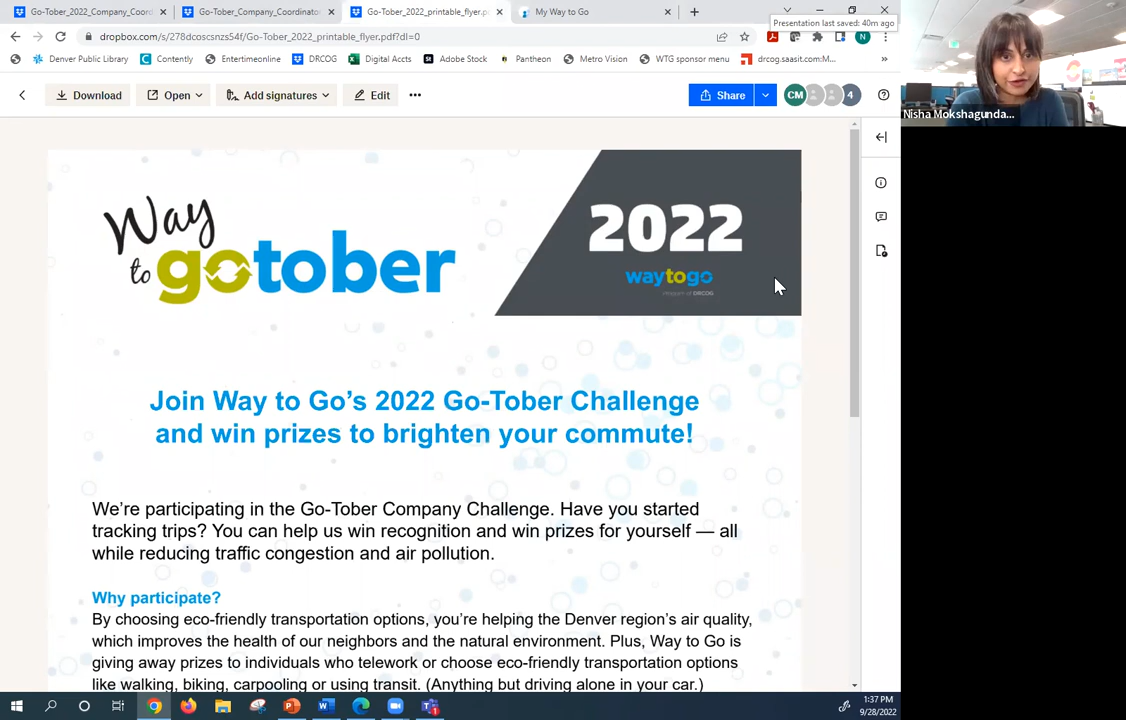 Go-Tober_2022_Company_Coord
Go-Tober_Company_Coordinator
Go-Tober_2022_printable_flyer.p
My Way to Go
Presentation last saved: 40m ago
dropbox.com/s/278dcoscsnzs54f/Go-Tober_2022_printable_flyer.pdf?dl=0
Denver Public Library
Contently
Entertimeonline
DRCOG
Digital Accts
Adobe Stock
Pantheon
Metro Vision
WTG sponsor menu
drcog.saasit.com:M...
Download
Open
Add signatures
Edit
Share
CM
4
Nisha Mokshagunda...
Way
to gotober
2022
waytogo
Join Way to Go's 2022 Go-Tober Challenge
and win prizes to brighten your commute!
We're participating in the Go-Tober Company Challenge. Have you started
tracking trips? You can help us win recognition and win prizes for yourself — all
while reducing traffic congestion and air pollution.
Why participate?
By choosing eco-friendly transportation options, you're helping the Denver region's air quality,
which improves the health of our neighbors and the natural environment. Plus, Way to Go is
giving away prizes to individuals who telework or choose eco-friendly transportation options
like walking, biking, carpooling or using transit. (Anything but driving alone in your car.)
1:37 PM
9/28/2022